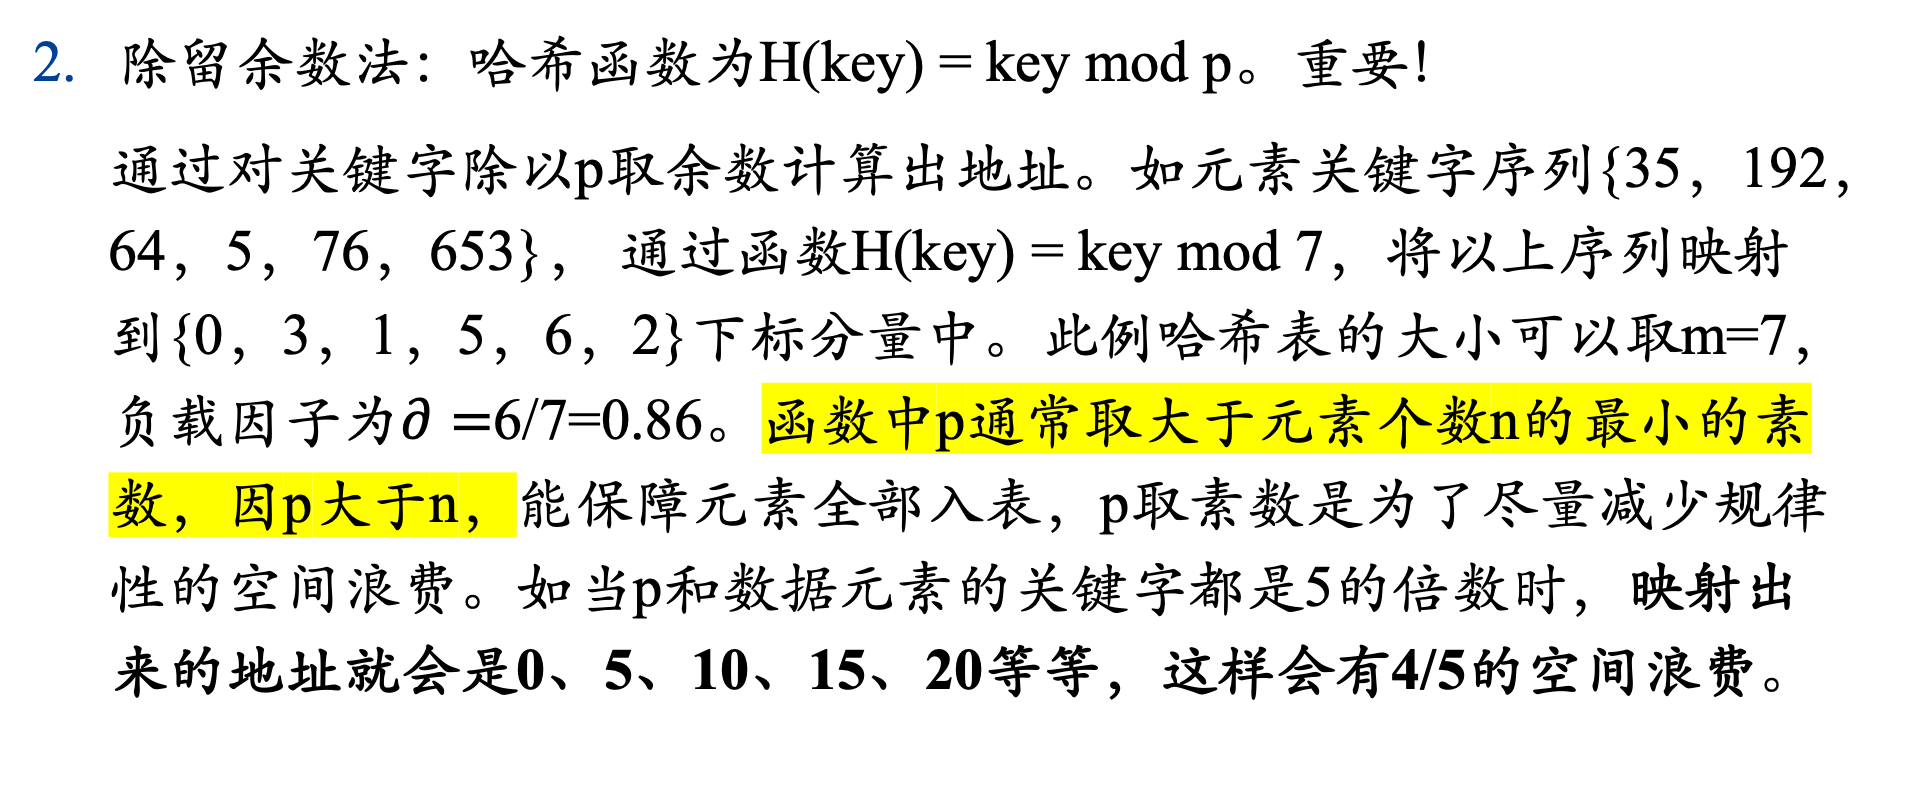 2. 除留余数法：哈希函数为H(key) = key mod p。重要！
通过对关键字除以p取余数计算出地址。如元素关键字序列{35，192，
64，5，76，653}， 通过函数H(key) = key mod 7，将以上序列映射
到{0，3，1，5，6，2}下标分量中。此例哈希表的大小可以取m=7，
负载因子为∂ =6/7=0.86。函数中p通常取大于元素个数n的最小的素
数，因p大于n，能保障元素全部入表，p取素数是为了尽量减少规律
性的空间浪费。如当p和数据元素的关键字都是5的倍数时，映射出
来的地址就会是0、5、10、15、20等等，这样会有4/5的空间浪费。